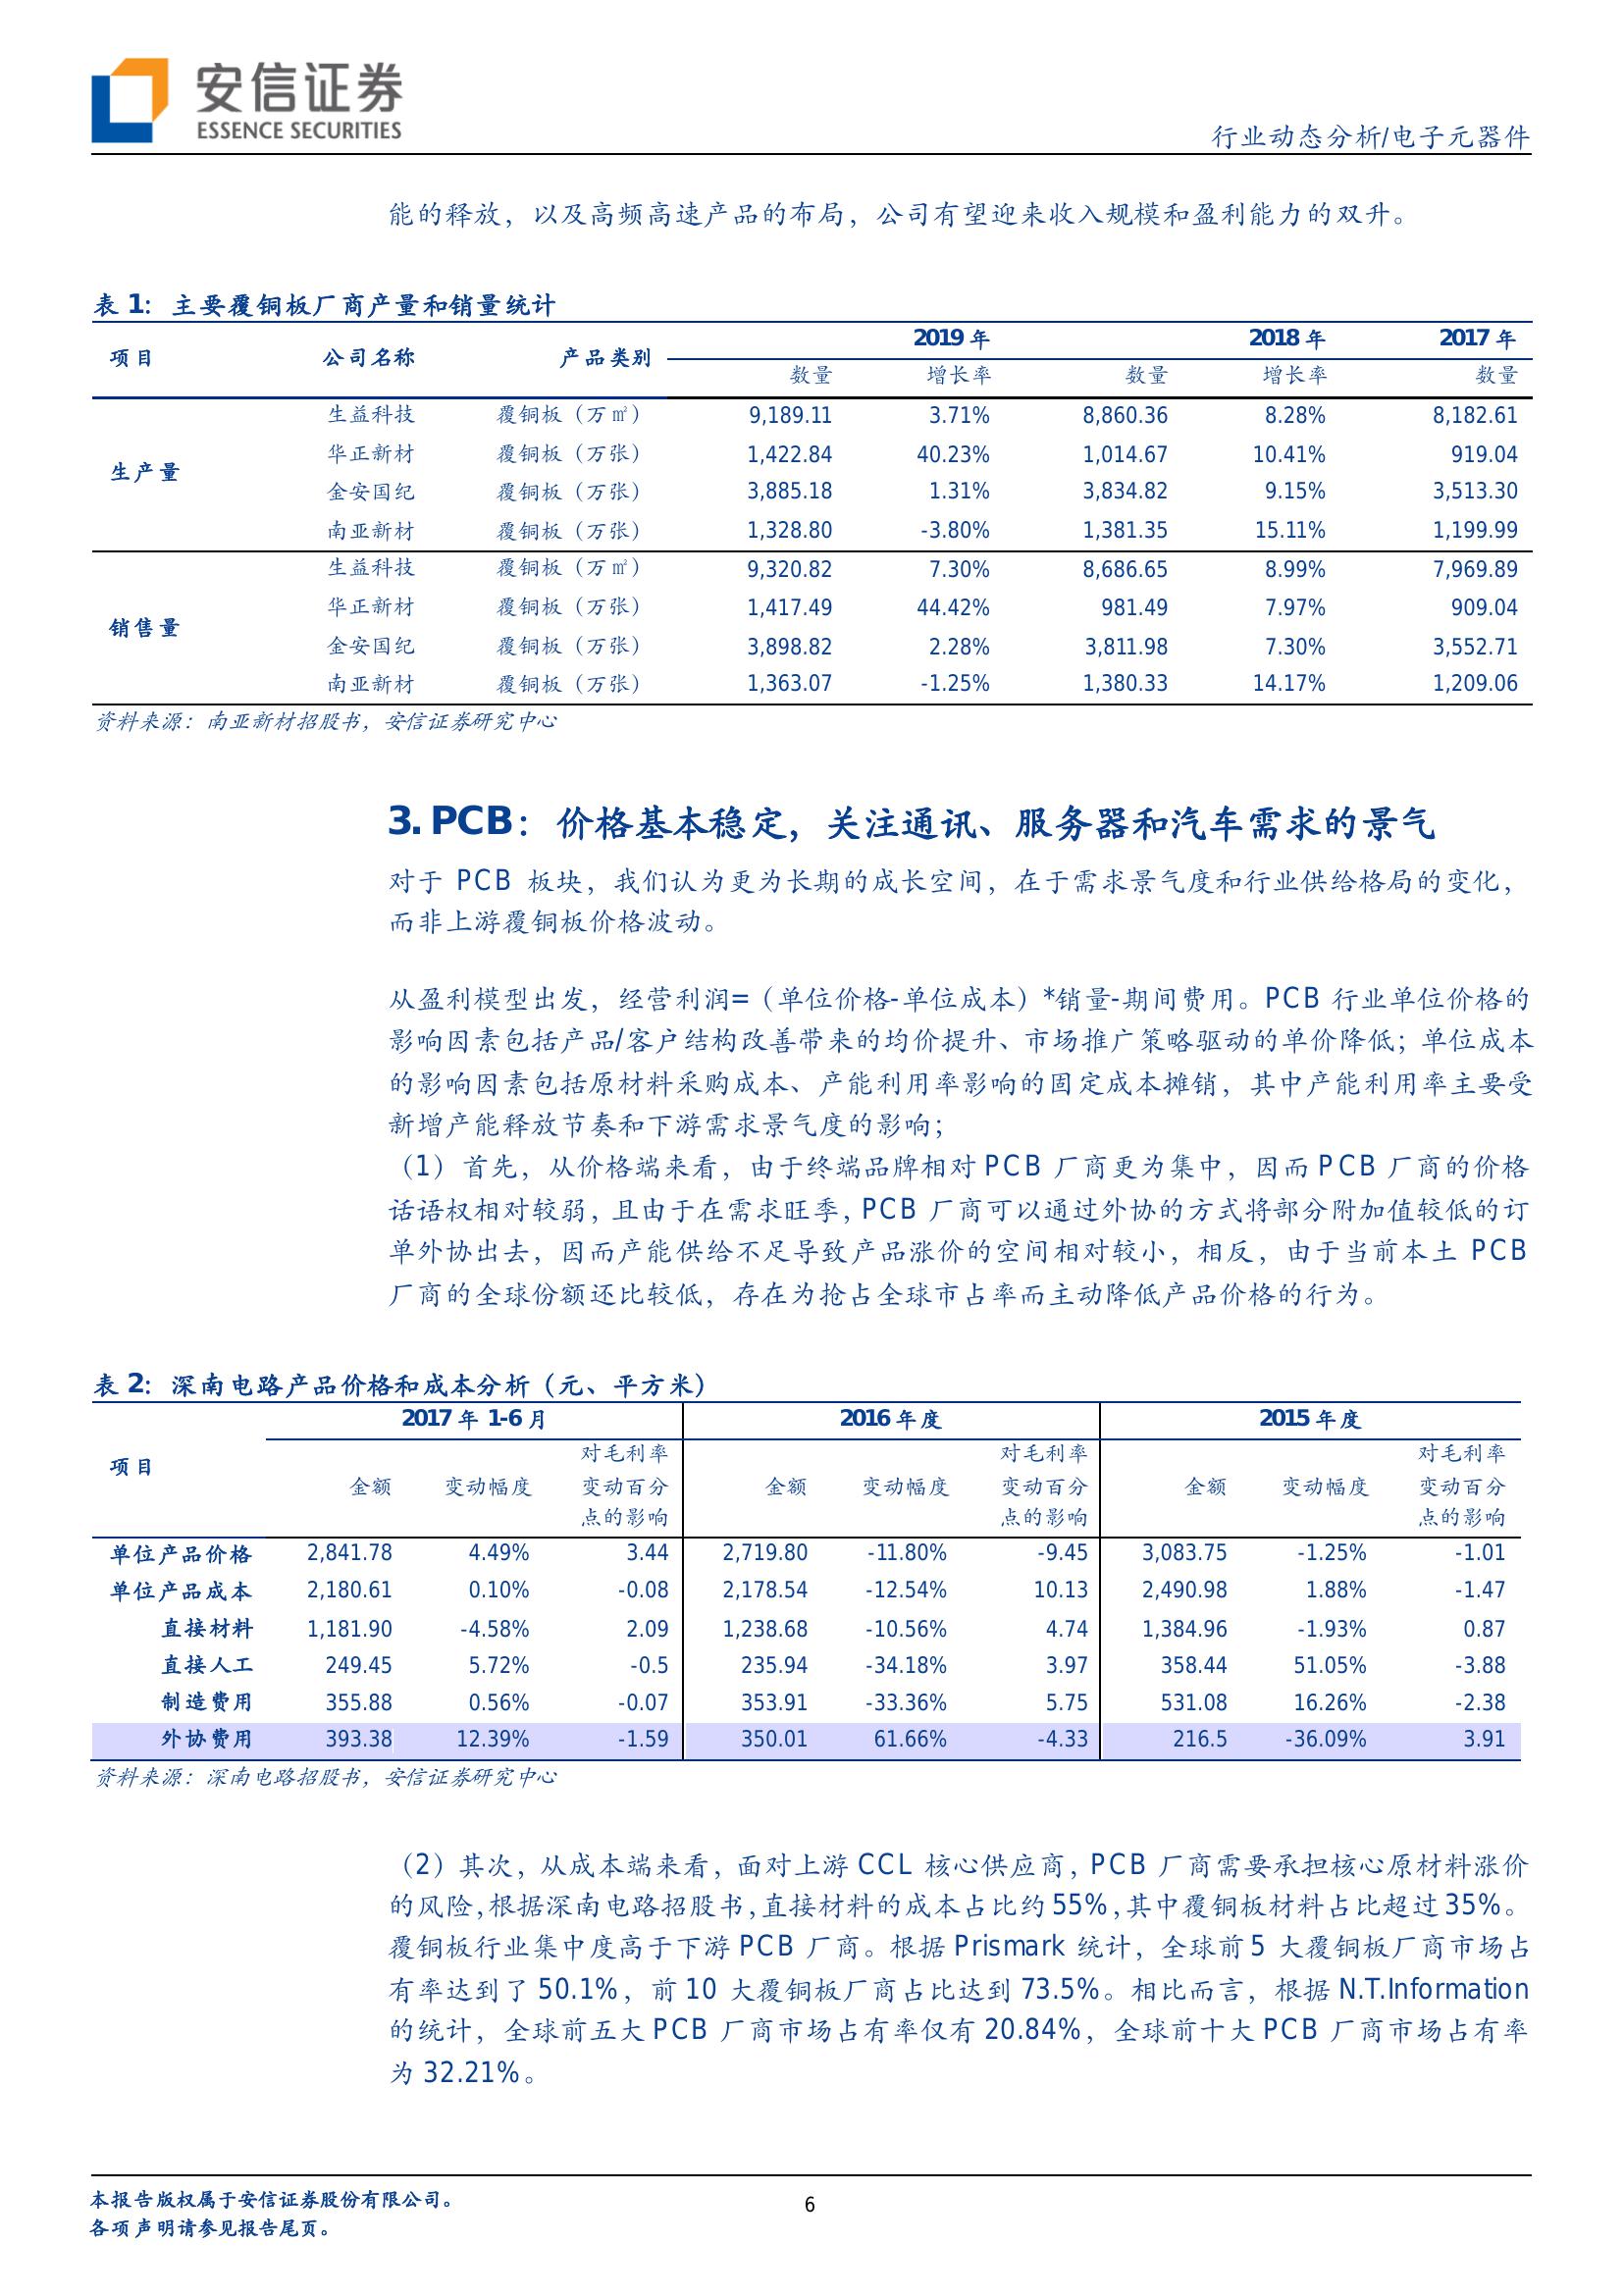 安信证券
ESSENCE SECURITIES
行业动态分析/电子元器件
能的释放，以及高频高速产品的布局，公司有望迎来收入规模和盈利能力的双升。
表 1：主要覆铜板厂商产量和销量统计
项目 公司名称 产品类别 2019 年 2018 年 2017 年
数量 增长率 数量 增长率 数量
生产量
生益科技 覆铜板（万㎡） 9,189.11 3.71% 8,860.36 8.28% 8,182.61
华正新材 覆铜板（万张） 1,422.84 40.23% 1,014.67 10.41% 919.04
金安国纪 覆铜板（万张） 3,885.18 1.31% 3,834.82 9.15% 3,513.30
南亚新材 覆铜板（万张） 1,328.80 -3.80% 1,381.35 15.11% 1,199.99
销售量
生益科技 覆铜板（万㎡） 9,320.82 7.30% 8,686.65 8.99% 7,969.89
华正新材 覆铜板（万张） 1,417.49 44.42% 981.49 7.97% 909.04
金安国纪 覆铜板（万张） 3,898.82 2.28% 3,811.98 7.30% 3,552.71
南亚新材 覆铜板（万张） 1,363.07 -1.25% 1,380.33 14.17% 1,209.06
资料来源：南亚新材招股书，安信证券研究中心
3. PCB：价格基本稳定，关注通讯、服务器和汽车需求的景气
对于 PCB 板块，我们认为更为长期的成长空间，在于需求景气度和行业供给格局的变化，
而非上游覆铜板价格波动。
从盈利模型出发，经营利润=（单位价格-单位成本）*销量-期间费用。PCB 行业单位价格的
影响因素包括产品/客户结构改善带来的均价提升、市场推广策略驱动的单价降低；单位成本
的影响因素包括原材料采购成本、产能利用率影响的固定成本摊销，其中产能利用率主要受
新增产能释放节奏和下游需求景气度的影响；
（1）首先，从价格端来看，由于终端品牌相对 PCB 厂商更为集中，因而 PCB 厂商的价格
话语权相对较弱，且由于在需求旺季，PCB 厂商可以通过外协的方式将部分附加值较低的订
单外协出去，因而产能供给不足导致产品涨价的空间相对较小，相反，由于当前本土 PCB
厂商的全球份额还比较低，存在为抢占全球市占率而主动降低产品价格的行为。
表 2：深南电路产品价格和成本分析（元、平方米）
项目 2017 年 1-6 月 2016 年度 2015 年度
金额 变动幅度 对毛利率变动百分点的影响 金额 变动幅度 对毛利率变动百分点的影响 金额 变动幅度 对毛利率变动百分点的影响
单位产品价格 2,841.78 4.49% 3.44 2,719.80 -11.80% -9.45 3,083.75 -1.25% -1.01
单位产品成本 2,180.61 0.10% -0.08 2,178.54 -12.54% 10.13 2,490.98 1.88% -1.47
直接材料 1,181.90 -4.58% 2.09 1,238.68 -10.56% 4.74 1,384.96 -1.93% 0.87
直接人工 249.45 5.72% -0.5 235.94 -34.18% 3.97 358.44 51.05% -3.88
制造费用 355.88 0.56% -0.07 353.91 -33.36% 5.75 531.08 16.26% -2.38
外协费用 393.38 12.39% -1.59 350.01 61.66% -4.33 216.5 -36.09% 3.91
资料来源：深南电路招股书，安信证券研究中心
（2）其次，从成本端来看，面对上游 CCL 核心供应商，PCB 厂商需要承担核心原材料涨价
的风险，根据深南电路招股书，直接材料的成本占比约 55%，其中覆铜板材料占比超过 35%。
覆铜板行业集中度高于下游 PCB 厂商。根据 Prismark 统计，全球前 5 大覆铜板厂商市场占
有率达到了 50.1%，前 10 大覆铜板厂商占比达到 73.5%。相比而言，根据 N.T.Information
的统计，全球前五大 PCB 厂商市场占有率仅有 20.84%，全球前十大 PCB 厂商市场占有率
为 32.21%。
本报告版权属于安信证券股份有限公司。
各项声明请参见报告尾页。
6